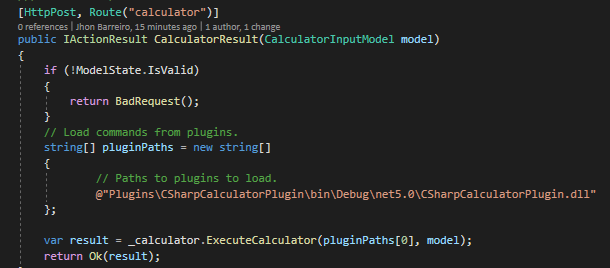 [HttpPost, Route("calculator")]
0 references | Jhon Barreiro, 15 minutes ago | 1 author, 1 change
public IActionResult CalculatorResult(CalculatorInputModel model)
{
    if (!ModelState.IsValid)
    {
        return BadRequest();
    }
    // Load commands from plugins.
    string[] pluginPaths = new string[]
    {
            // Paths to plugins to load.
            @"Plugins\CSharpCalculatorPlugin\bin\Debug\net5.0\CSharpCalculatorPlugin.dll"
    };

    var result = _calculator.ExecuteCalculator(pluginPaths[0], model);
    return Ok(result);